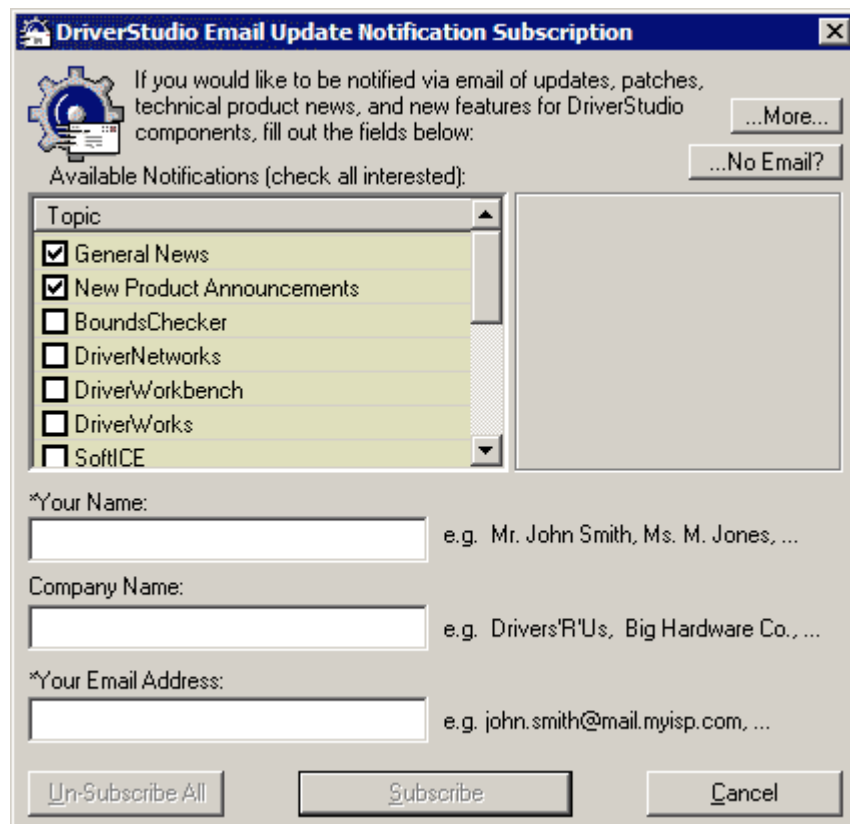 DriverStudio Email Update Notification Subscription
If you would like to be notified via email of updates, patches,
technical product news, and new features for DriverStudio
components, fill out the fields below:
...More...
...No Email?
Available Notifications (check all interested):
Topic
General News
New Product Announcements
BoundsChecker
DriverNetworks
DriverWorkbench
DriverWorks
SoftICE
*Your Name:
e.g. Mr. John Smith, Ms. M. Jones, ...
Company Name:
e.g. Drivers'R'Us, Big Hardware Co., ...
*Your Email Address:
e.g. john.smith@mail.myisp.com, ...
Un-Subscribe All
Subscribe
Cancel